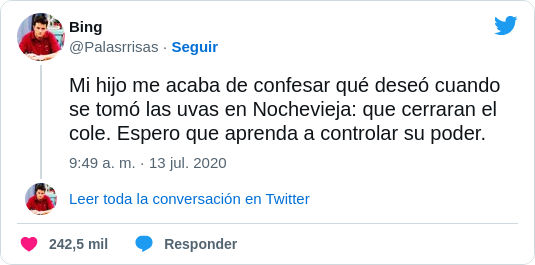 Bing
@Palasrrisas · Seguir
Mi hijo me acaba de confesar qué deseó cuando
se tomó las uvas en Nochevieja: que cerraran el
cole. Espero que aprenda a controlar su poder.
9:49 a. m. · 13 jul. 2020
Leer toda la conversación en Twitter
242,5 mil Responder